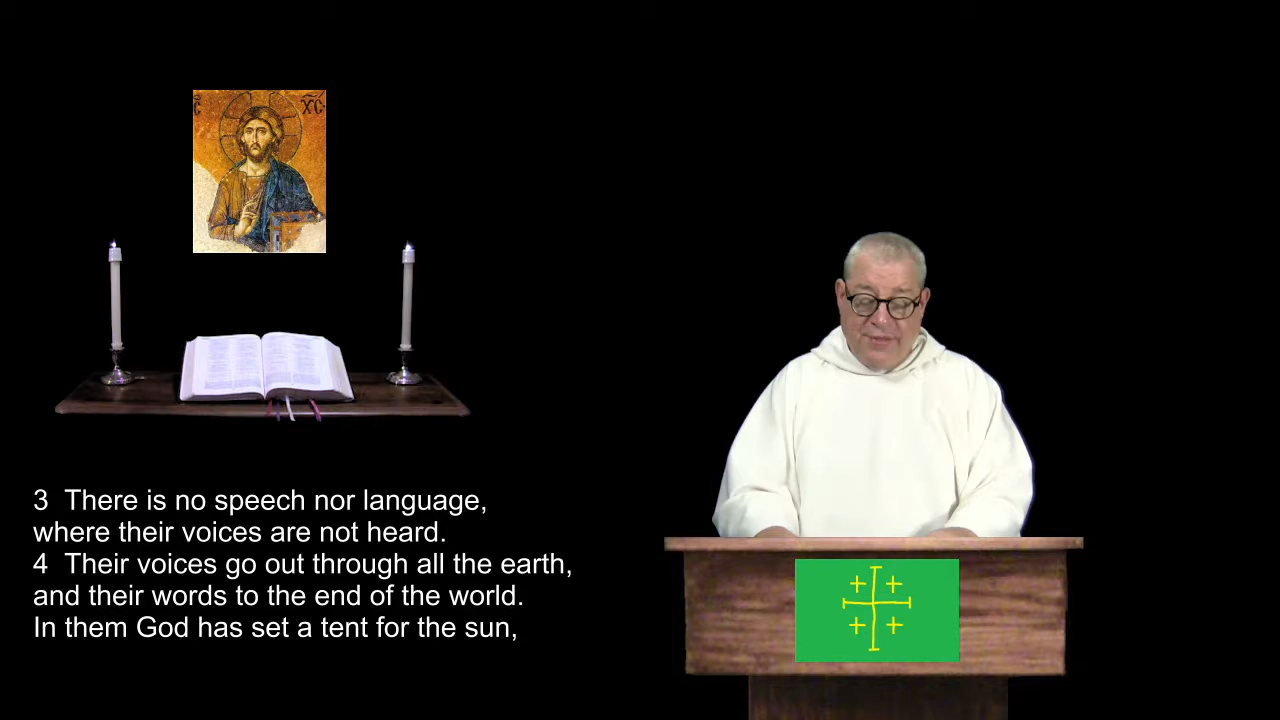 XC
3 There is no speech nor language,
where their voices are not heard.
4 Their voices go out through all the earth,
and their words to the end of the world.
In them God has set a tent for the sun,